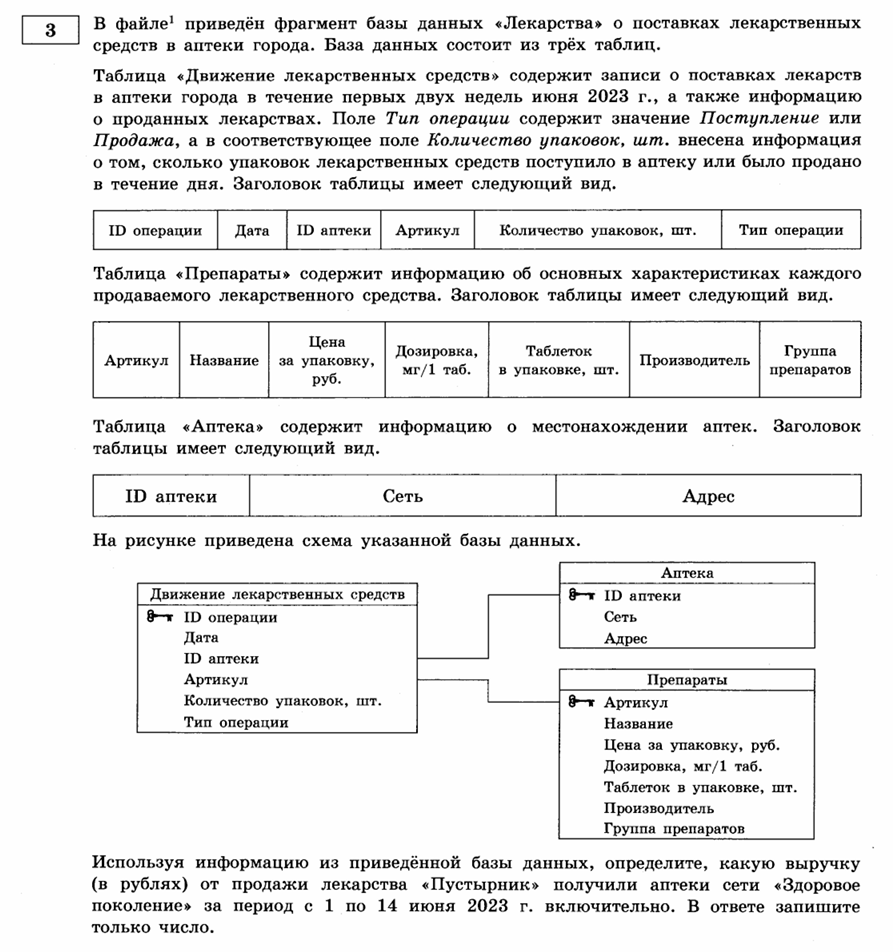 3
В файле¹ приведён фрагмент базы данных «Лекарства» о поставках лекарственных
средств в аптеки города. База данных состоит из трёх таблиц.
Таблица «Движение лекарственных средств» содержит записи о поставках лекарств
в аптеки города в течение первых двух недель июня 2023 г., а также информацию
о проданных лекарствах. Поле Тип операции содержит значение Поступление или
Продажа, а в соответствующее поле Количество упаковок, шт. внесена информация
о том, сколько упаковок лекарственных средств поступило в аптеку или было продано
в течение дня. Заголовок таблицы имеет следующий вид.
ID операции Дата ID аптеки Артикул Количество упаковок, шт. Тип операции
Таблица «Препараты» содержит информацию об основных характеристиках каждого
продаваемого лекарственного средства. Заголовок таблицы имеет следующий вид.
Артикул
Название
Цена
за упаковку,
руб.
Дозировка,
мг/1 таб.
Таблеток
в упаковке, шт.
Производитель
Группа
препаратов
Таблица «Аптека» содержит информацию о местонахождении аптек. Заголовок
таблицы имеет следующий вид.
ID аптеки Сеть Адрес
На рисунке приведена схема указанной базы данных.
Движение лекарственных средств
ID операции
Дата
ID аптеки
Артикул
Количество упаковок, шт.
Тип операции
Аптека
ID аптеки
Сеть
Адрес
Препараты
Артикул
Название
Цена за упаковку, руб.
Дозировка, мг/1 таб.
Таблеток в упаковке, шт.
Производитель
Группа препаратов
Используя информацию из приведённой базы данных, определите, какую выручку
(в рублях) от продажи лекарства «Пустырник» получили аптеки сети «Здоровое
поколение» за период с 1 по 14 июня 2023 г. включительно. В ответе запишите
только число.